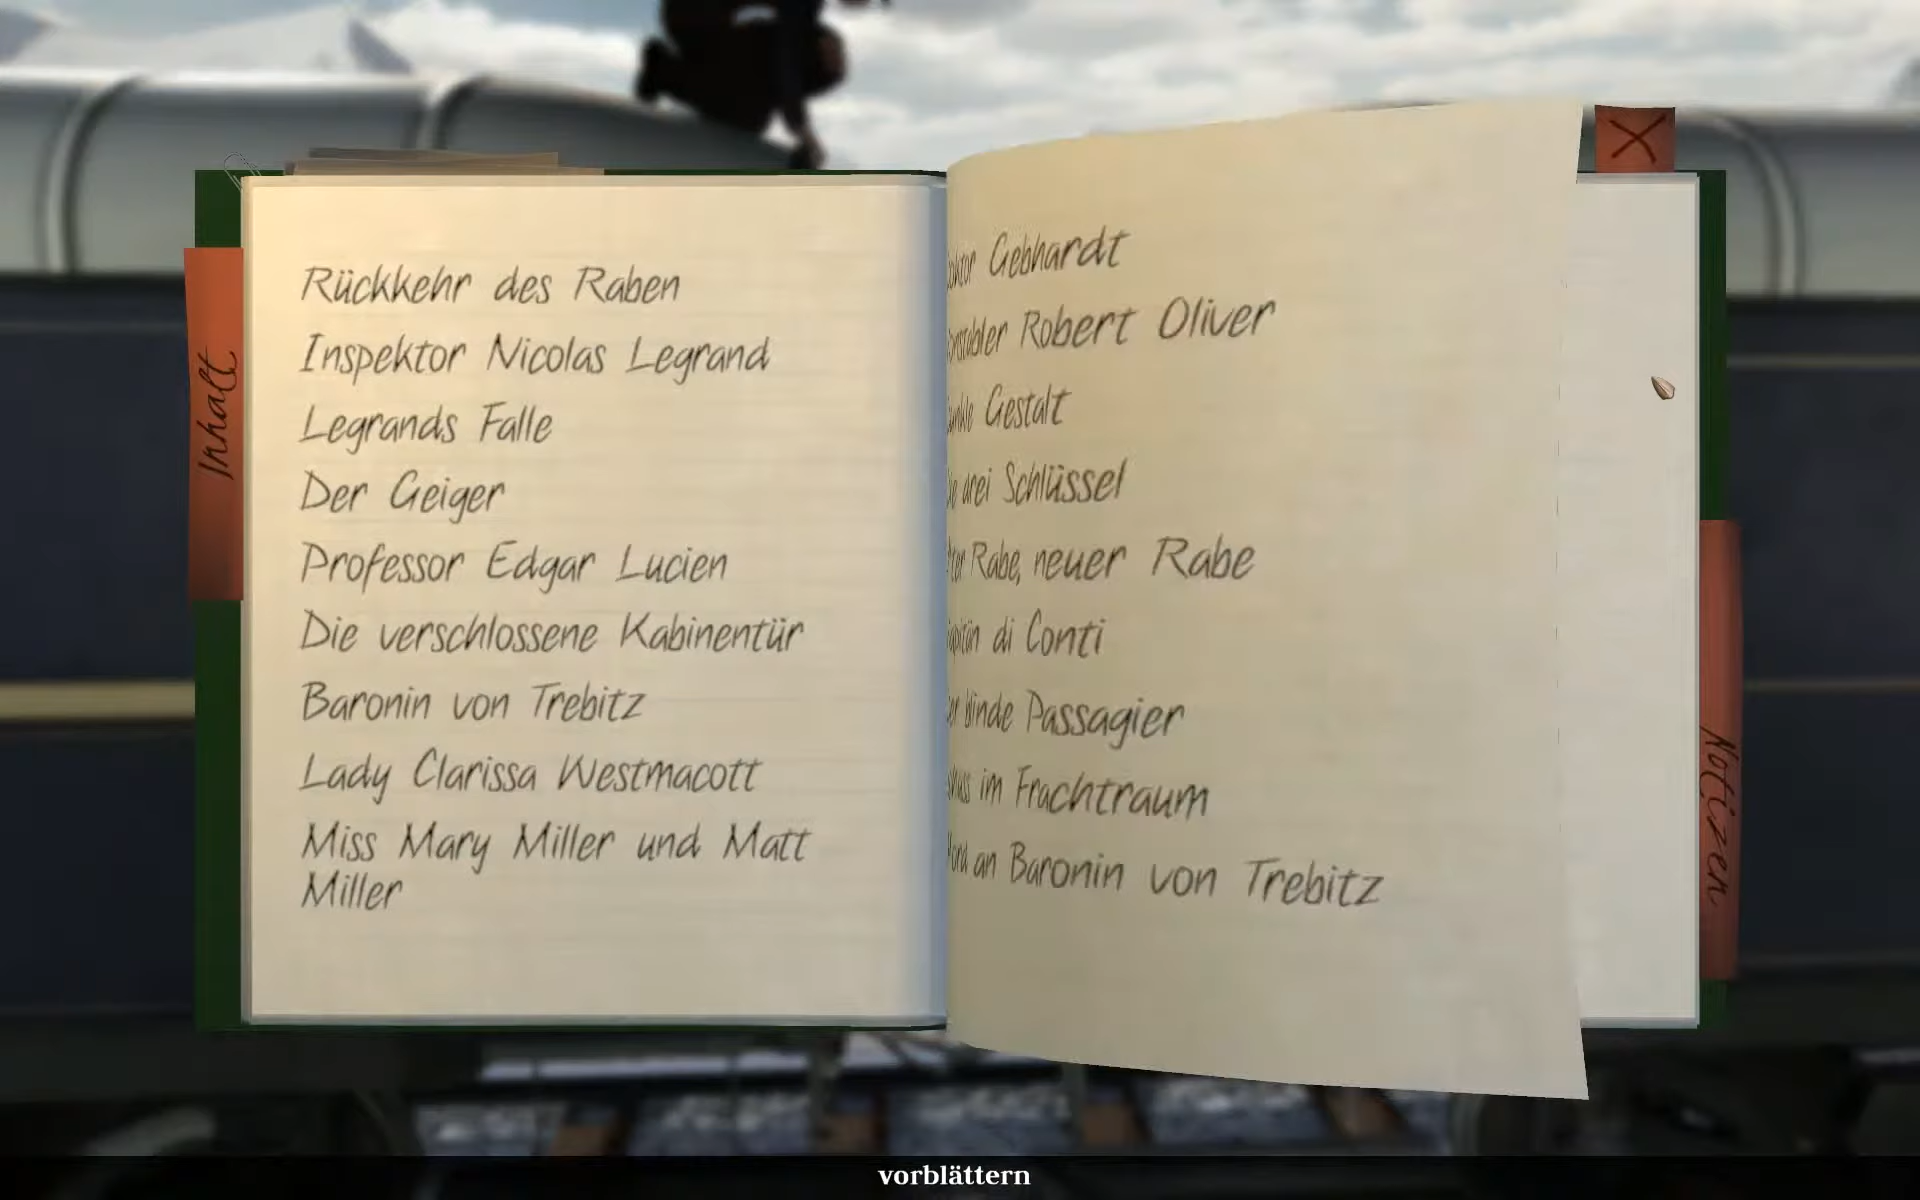 Inhalt
Rückkehr des Raben
Inspektor Nicolas Legrand
Legrands Falle
Der Geiger
Professor Edgar Lucien
Die verschlossene Kabinentür
Baronin von Trebitz
Lady Clarissa Westmacott
Miss Mary Miller und Matt
Miller
Gebhardt
Robert Oliver
Gestalt
drei Schlüssel
Rabe, neuer Rabe
di Conti
Passagier
im Frachtraum
an Baronin von Trebitz
X
Notizen
vorblättern